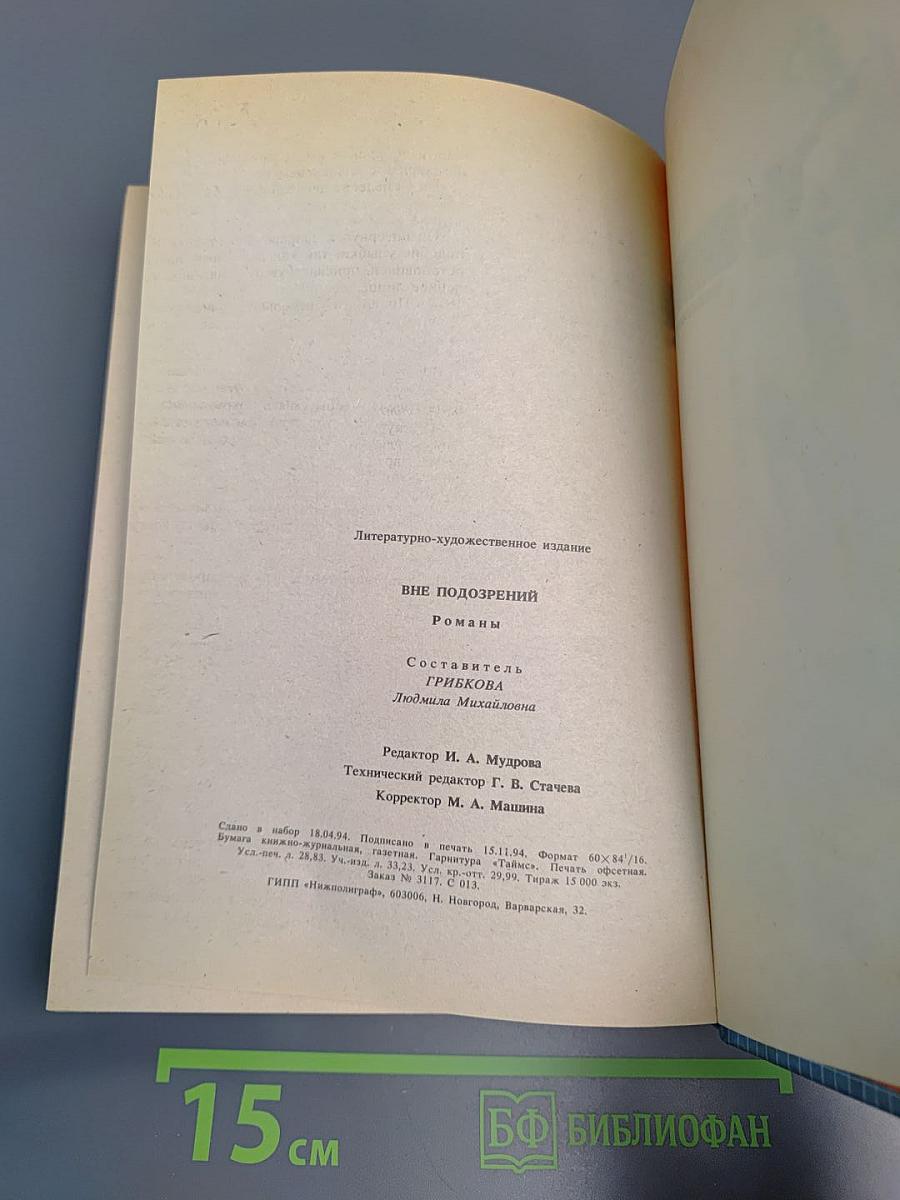 Литературно-художественное издание
ВНЕ ПОДОЗРЕНИЙ
Романы
Составитель
ГРИБКОВА
Людмила Михайловна
Редактор И. А. Мудрова
Технический редактор Г. В. Стачева
Корректор М. А. Машина
Сдано в набор 18.04.94. Подписано в печать 15.11.94. Формат 60×84¹/16.
Бумага книжно-журнальная, газетная. Гарнитура «Таймс». Печать офсетная.
Усл.-печ. л. 28,83. Уч.-изд. л. 33,23. Усл. кр.-отт. 29,99. Тираж 15 000 экз.
Заказ № 3117. С 013.
ГИПП «Нижполиграф», 603006, Н. Новгород, Варварская, 32.
15 см
БФ БИБЛИОФАН